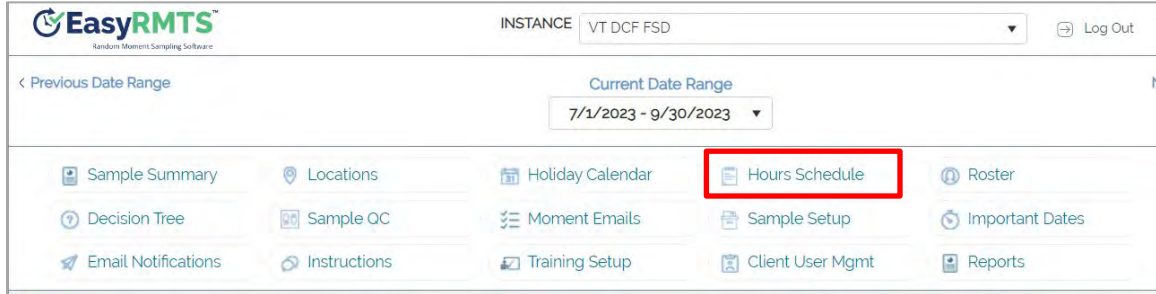 EasyRMTS™
Random Moment Sampling Software
INSTANCE VT DCF FSD Log Out
< Previous Date Range Current Date Range N
7/1/2023 - 9/30/2023
Sample Summary Locations Holiday Calendar Hours Schedule Roster
Decision Tree Sample QC Moment Emails Sample Setup Important Dates
Email Notifications Instructions Training Setup Client User Mgmt Reports